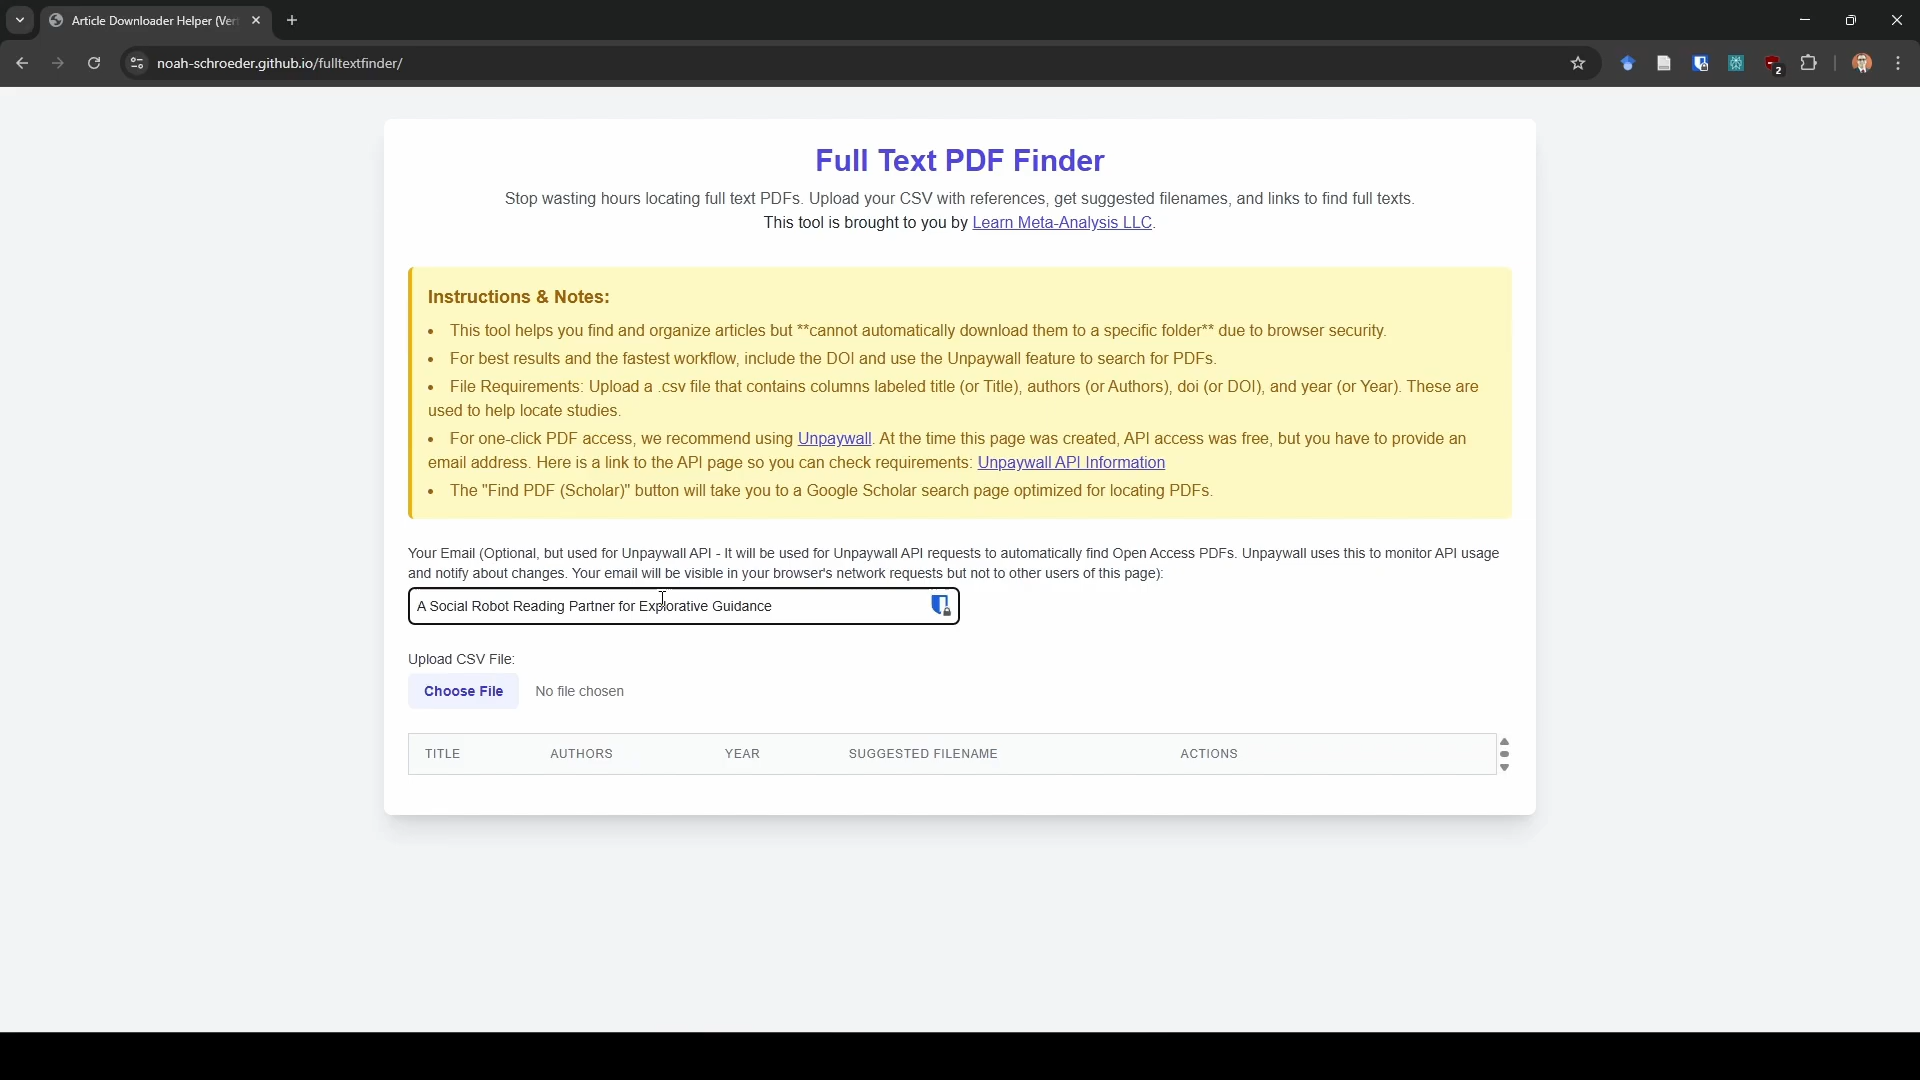 Article Downloader Helper (Ver
noah-schroeder.github.io/fulltextfinder/
2
Full Text PDF Finder
Stop wasting hours locating full text PDFs. Upload your CSV with references, get suggested filenames, and links to find full texts.
This tool is brought to you by Learn Meta-Analysis LLC.
Instructions & Notes:
• This tool helps you find and organize articles but **cannot automatically download them to a specific folder** due to browser security.
• For best results and the fastest workflow, include the DOI and use the Unpaywall feature to search for PDFs.
• File Requirements: Upload a .csv file that contains columns labeled title (or Title), authors (or Authors), doi (or DOI), and year (or Year). These are
used to help locate studies.
• For one-click PDF access, we recommend using Unpaywall. At the time this page was created, API access was free, but you have to provide an
email address. Here is a link to the API page so you can check requirements: Unpaywall API Information
• The "Find PDF (Scholar)" button will take you to a Google Scholar search page optimized for locating PDFs.
Your Email (Optional, but used for Unpaywall API - It will be used for Unpaywall API requests to automatically find Open Access PDFs. Unpaywall uses this to monitor API usage
and notify about changes. Your email will be visible in your browser's network requests but not to other users of this page):
A Social Robot Reading Partner for Explorative Guidance
Upload CSV File:
Choose File No file chosen
TITLE AUTHORS YEAR SUGGESTED FILENAME ACTIONS